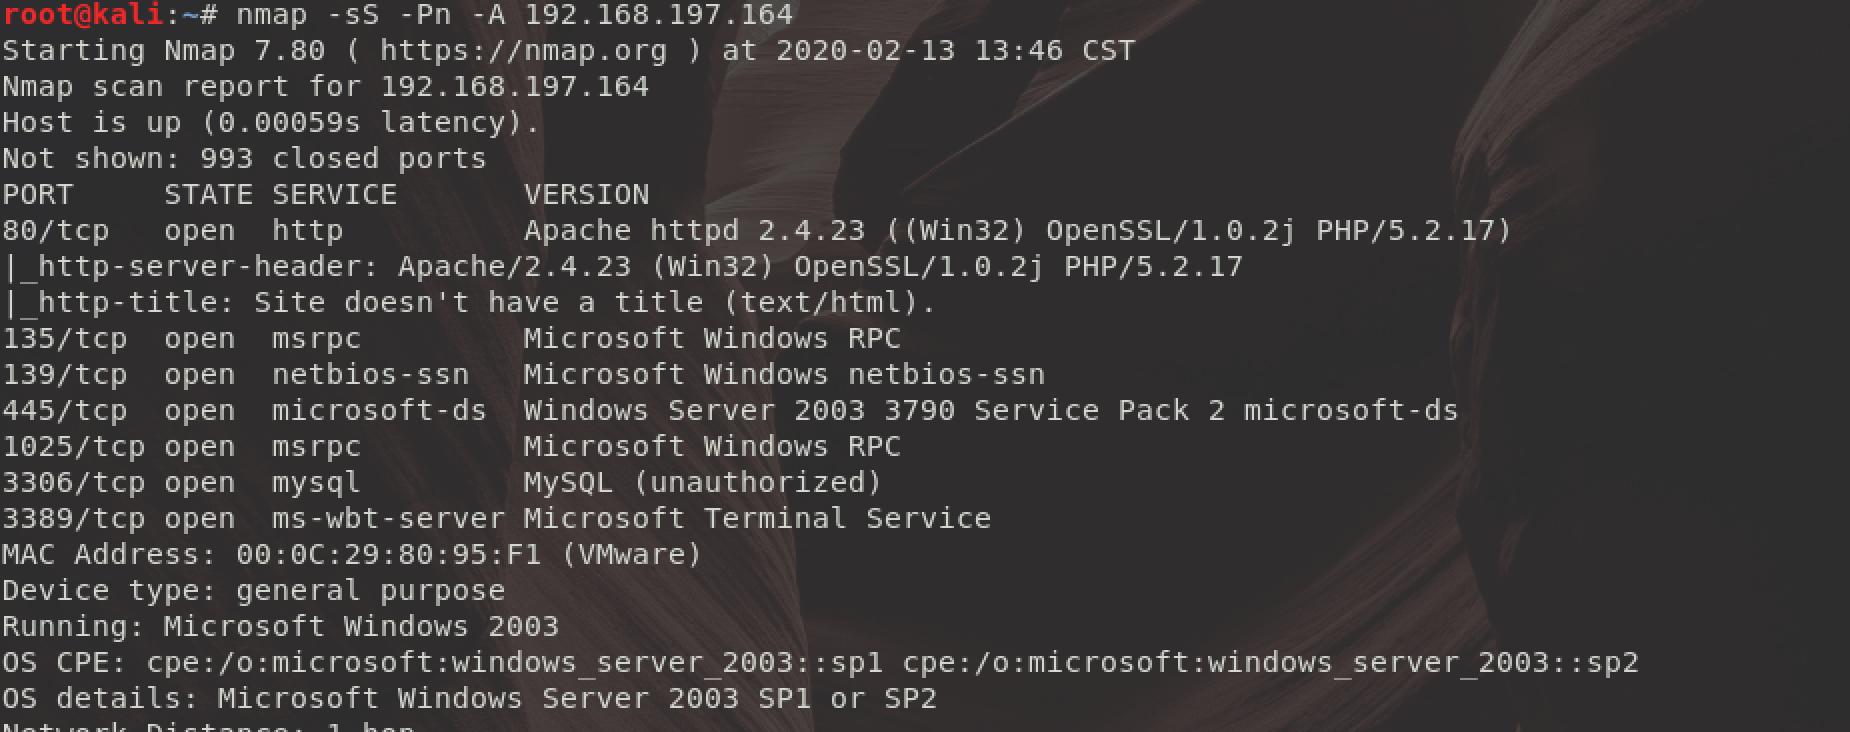 root@kali:~# nmap -sS -Pn -A 192.168.197.164
Starting Nmap 7.80 ( https://nmap.org ) at 2020-02-13 13:46 CST
Nmap scan report for 192.168.197.164
Host is up (0.00059s latency).
Not shown: 993 closed ports
PORT     STATE SERVICE       VERSION
80/tcp   open  http          Apache httpd 2.4.23 ((Win32) OpenSSL/1.0.2j PHP/5.2.17)
|_http-server-header: Apache/2.4.23 (Win32) OpenSSL/1.0.2j PHP/5.2.17
|_http-title: Site doesn't have a title (text/html).
135/tcp  open  msrpc         Microsoft Windows RPC
139/tcp  open  netbios-ssn   Microsoft Windows netbios-ssn
445/tcp  open  microsoft-ds  Windows Server 2003 3790 Service Pack 2 microsoft-ds
1025/tcp open  msrpc         Microsoft Windows RPC
3306/tcp open  mysql         MySQL (unauthorized)
3389/tcp open  ms-wbt-server Microsoft Terminal Service
MAC Address: 00:0C:29:80:95:F1 (VMware)
Device type: general purpose
Running: Microsoft Windows 2003
OS CPE: cpe:/o:microsoft:windows_server_2003::sp1 cpe:/o:microsoft:windows_server_2003::sp2
OS details: Microsoft Windows Server 2003 SP1 or SP2
Network Distance: 1 hop